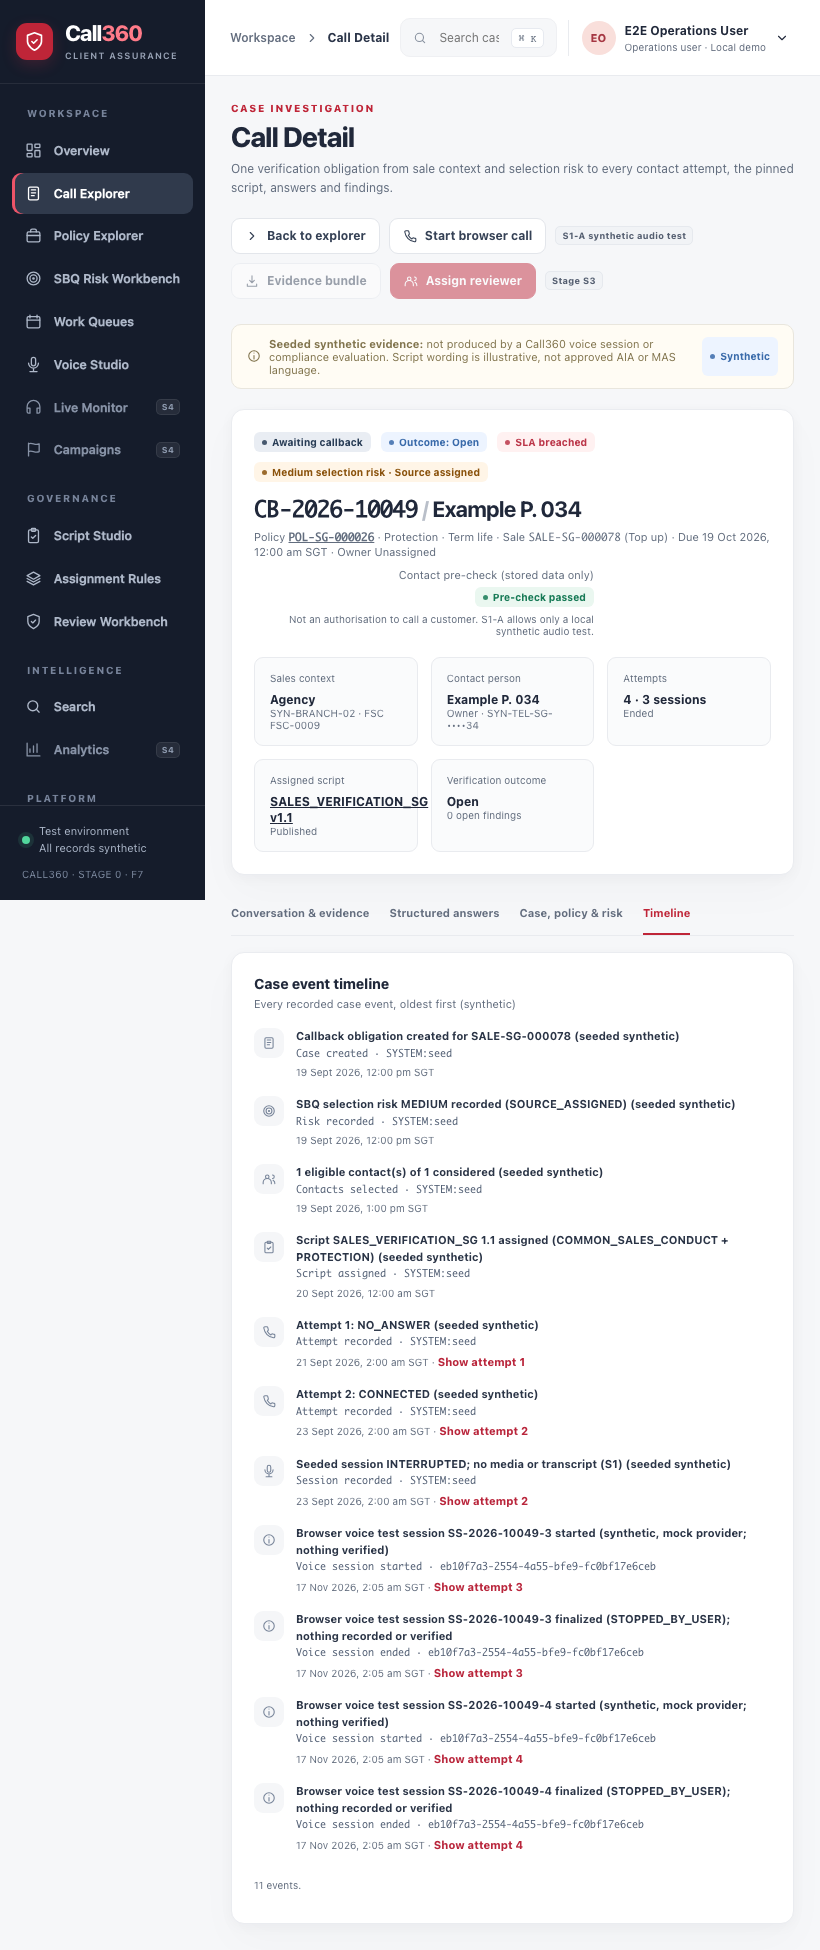 Call360
CLIENT ASSURANCE
WORKSPACE
Overview
Call Explorer
Policy Explorer
SBQ Risk Workbench
Work Queues
Voice Studio
Live Monitor S4
Campaigns S4
GOVERNANCE
Script Studio
Assignment Rules
Review Workbench
INTELLIGENCE
Search
Analytics S4
PLATFORM
Test environment
All records synthetic
CALL360 · STAGE 0 · F7
Workspace > Call Detail
Search cas ⌘ K
EO
E2E Operations User
Operations user · Local demo
CASE INVESTIGATION
Call Detail
One verification obligation from sale context and selection risk to every contact attempt, the pinned
script, answers and findings.
Back to explorer
Start browser call
S1-A synthetic audio test
Evidence bundle
Assign reviewer
Stage S3
Seeded synthetic evidence: not produced by a Call360 voice session or
compliance evaluation. Script wording is illustrative, not approved AIA or MAS
language.
Synthetic
Awaiting callback
Outcome: Open
SLA breached
Medium selection risk · Source assigned
CB-2026-10049 / Example P. 034
Policy POL-SG-000026 · Protection · Term life · Sale SALE-SG-000078 (Top up) · Due 19 Oct 2026,
12:00 am SGT · Owner Unassigned
Contact pre-check (stored data only)
Pre-check passed
Not an authorisation to call a customer. S1-A allows only a local
synthetic audio test.
Sales context
Agency
SYN-BRANCH-02 · FSC
FSC-0009
Contact person
Example P. 034
Owner · SYN-TEL-SG-
••••34
Attempts
4 · 3 sessions
Ended
Assigned script
SALES_VERIFICATION_SG
v1.1
Published
Verification outcome
Open
0 open findings
Conversation & evidence
Structured answers
Case, policy & risk
Timeline
Case event timeline
Every recorded case event, oldest first (synthetic)
Callback obligation created for SALE-SG-000078 (seeded synthetic)
Case created · SYSTEM:seed
19 Sept 2026, 12:00 pm SGT
SBQ selection risk MEDIUM recorded (SOURCE_ASSIGNED) (seeded synthetic)
Risk recorded · SYSTEM:seed
19 Sept 2026, 12:00 pm SGT
1 eligible contact(s) of 1 considered (seeded synthetic)
Contacts selected · SYSTEM:seed
19 Sept 2026, 1:00 pm SGT
Script SALES_VERIFICATION_SG 1.1 assigned (COMMON_SALES_CONDUCT +
PROTECTION) (seeded synthetic)
Script assigned · SYSTEM:seed
20 Sept 2026, 12:00 am SGT
Attempt 1: NO_ANSWER (seeded synthetic)
Attempt recorded · SYSTEM:seed
21 Sept 2026, 2:00 am SGT · Show attempt 1
Attempt 2: CONNECTED (seeded synthetic)
Attempt recorded · SYSTEM:seed
23 Sept 2026, 2:00 am SGT · Show attempt 2
Seeded session INTERRUPTED; no media or transcript (S1) (seeded synthetic)
Session recorded · SYSTEM:seed
23 Sept 2026, 2:00 am SGT · Show attempt 2
Browser voice test session SS-2026-10049-3 started (synthetic, mock provider;
nothing verified)
Voice session started · eb10f7a3-2554-4a55-bfe9-fc0bf17e6ceb
17 Nov 2026, 2:05 am SGT · Show attempt 3
Browser voice test session SS-2026-10049-3 finalized (STOPPED_BY_USER);
nothing recorded or verified
Voice session ended · eb10f7a3-2554-4a55-bfe9-fc0bf17e6ceb
17 Nov 2026, 2:05 am SGT · Show attempt 3
Browser voice test session SS-2026-10049-4 started (synthetic, mock provider;
nothing verified)
Voice session started · eb10f7a3-2554-4a55-bfe9-fc0bf17e6ceb
17 Nov 2026, 2:05 am SGT · Show attempt 4
Browser voice test session SS-2026-10049-4 finalized (STOPPED_BY_USER);
nothing recorded or verified
Voice session ended · eb10f7a3-2554-4a55-bfe9-fc0bf17e6ceb
17 Nov 2026, 2:05 am SGT · Show attempt 4
11 events.